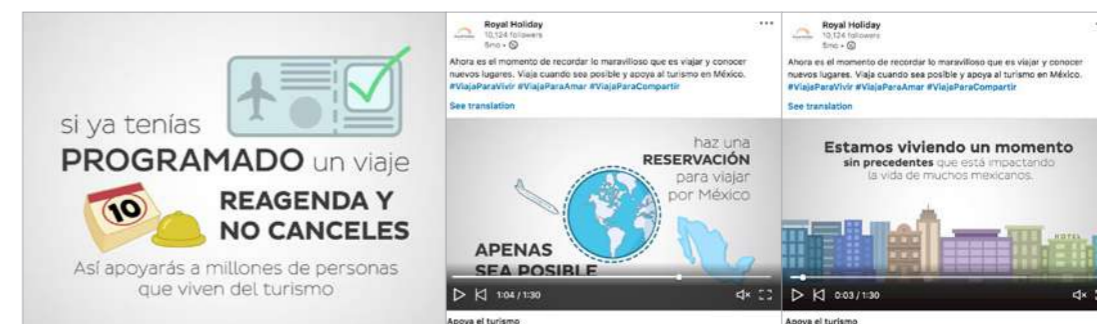 si ya tenías
PROGRAMADO un viaje
10
REAGENDA Y
NO CANCELES
Así apoyarás a millones de personas
que viven del turismo
Royal Holiday
10,124 followers
5mo •
Ahora es el momento de recordar lo maravilloso que es viajar y conocer
nuevos lugares. Viaja cuando sea posible y apoya al turismo en México.
#ViajaParaVivir #ViajaParaAmar #ViajaParaCompartir
See translation
haz una
RESERVACIÓN
para viajar
por México
APENAS
SEA POSIBLE
1:04 / 1:30
Apoya el turismo
Royal Holiday
10,124 followers
5mo •
Ahora es el momento de recordar lo maravilloso que es viajar y conocer
nuevos lugares. Viaja cuando sea posible y apoya al turismo en México.
#ViajaParaVivir #ViajaParaAmar #ViajaParaCompartir
See translation
Estamos viviendo un momento
sin precedentes que está impactando
la vida de muchos mexicanos.
HOTEL
0:03 / 1:30
Apoya el turismo